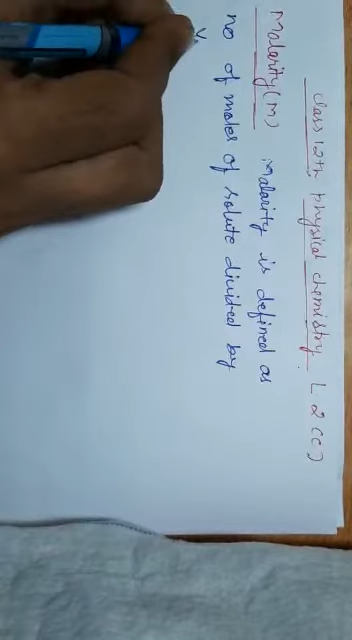 Class 12th Physical chemistry L 2 (C)
Molarity (M)
Molarity is defined as
no of moles of solute divided by